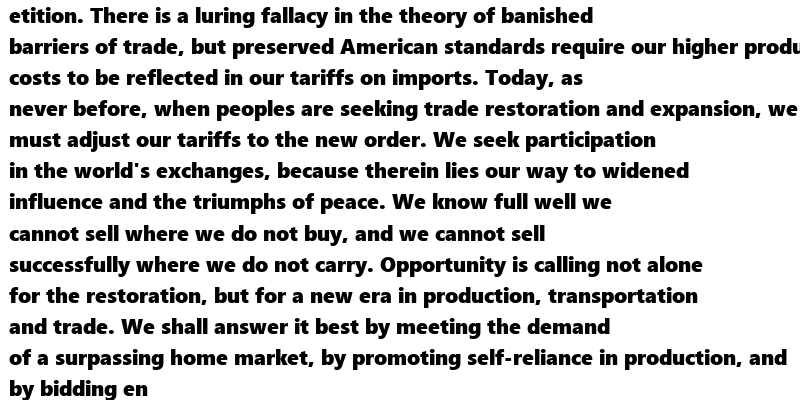 etition. There is a luring fallacy in the theory of banished
barriers of trade, but preserved American standards require our higher produ
costs to be reflected in our tariffs on imports. Today, as
never before, when peoples are seeking trade restoration and expansion, we
must adjust our tariffs to the new order. We seek participation
in the world's exchanges, because therein lies our way to widened
influence and the triumphs of peace. We know full well we
cannot sell where we do not buy, and we cannot sell
successfully where we do not carry. Opportunity is calling not alone
for the restoration, but for a new era in production, transportation
and trade. We shall answer it best by meeting the demand
of a surpassing home market, by promoting self-reliance in production, and
by bidding en